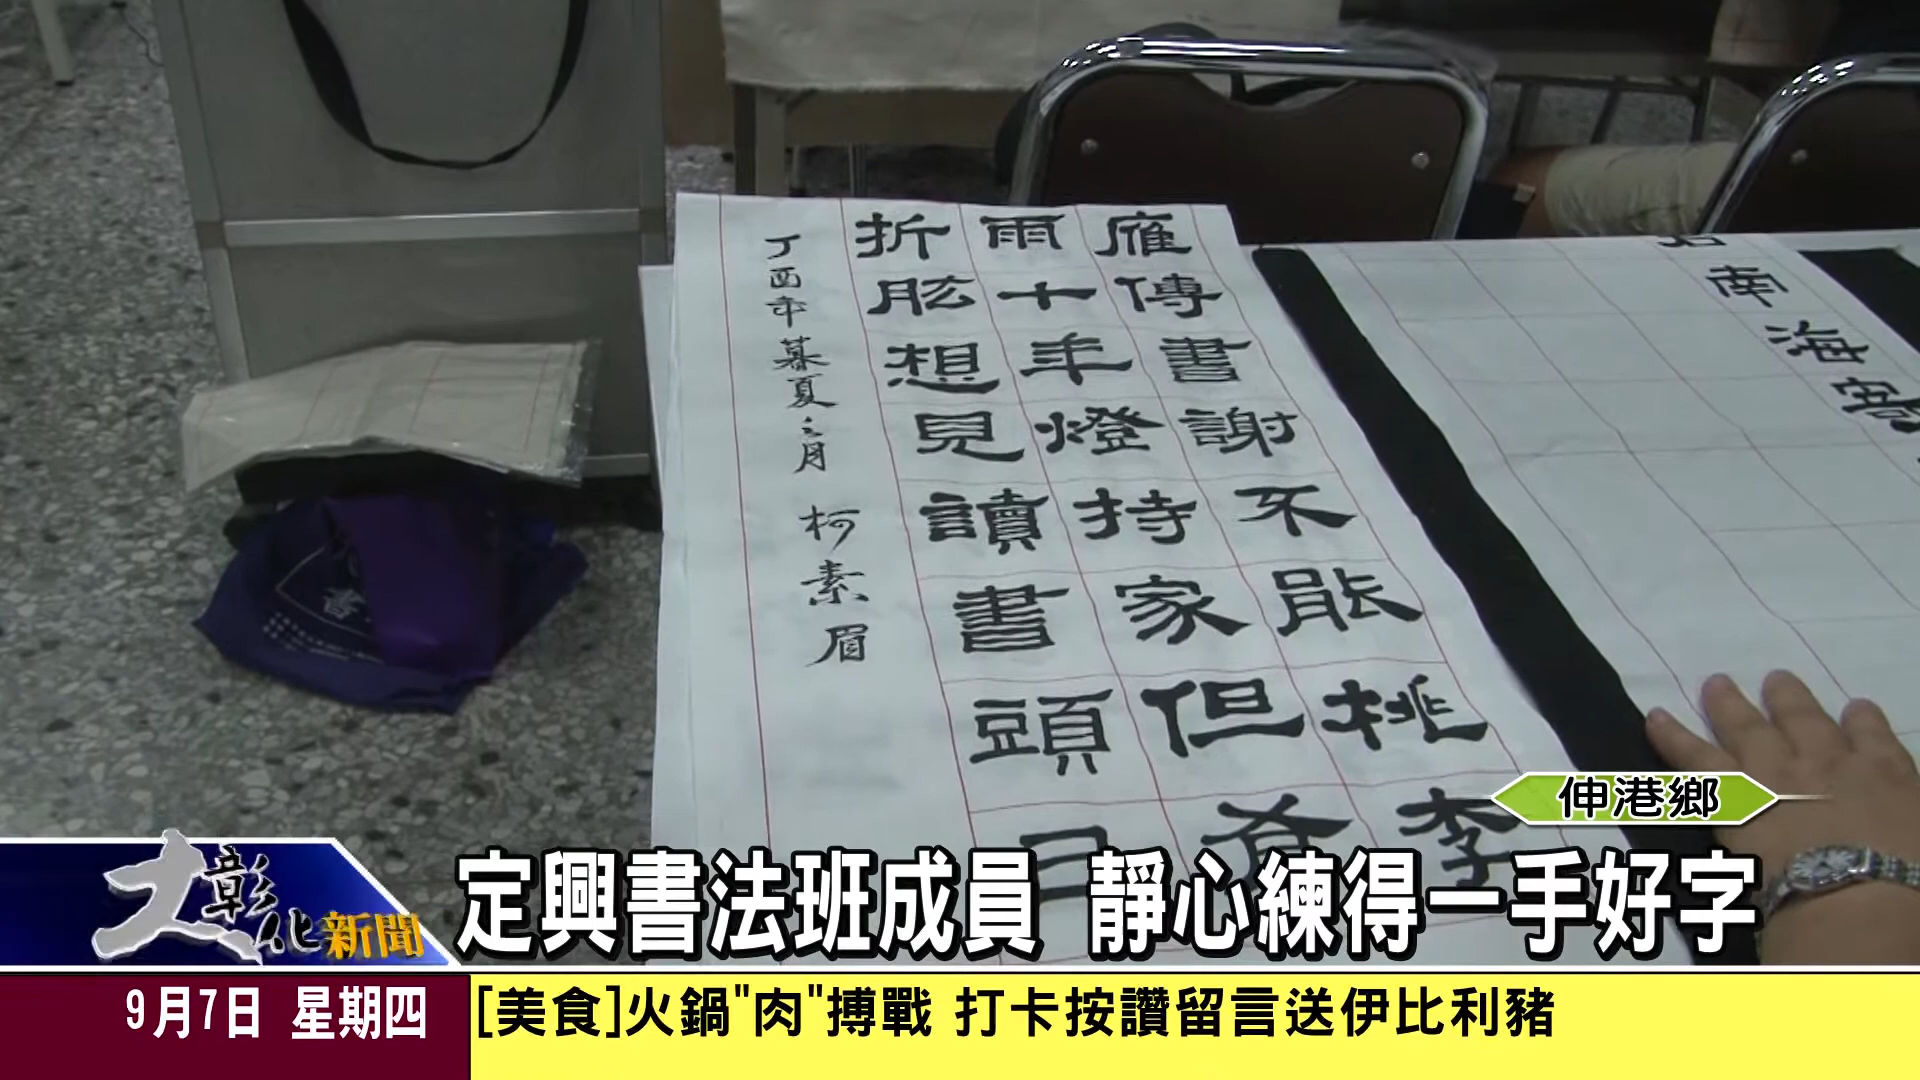 雁傳書謝不能桃李
雨十年燈持家但有
折肱想見讀書頭已
丁酉年暮夏之月 柯素眉
南海寄
書
伸港鄉
大彰化新聞
定興書法班成員 靜心練得一手好字
9月7日 星期四
[美食]火鍋"肉"搏戰 打卡按讚留言送伊比利豬